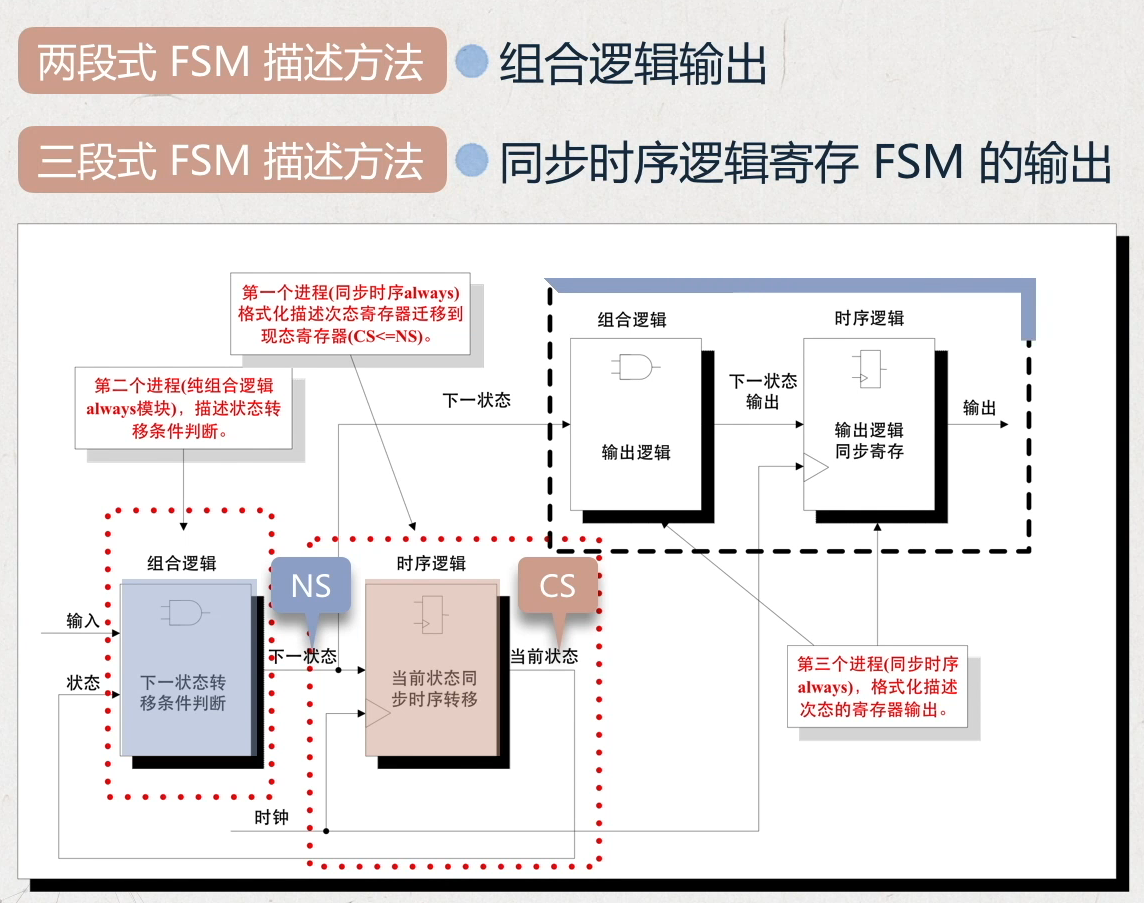 两段式 FSM 描述方法
组合逻辑输出
三段式 FSM 描述方法
同步时序逻辑寄存 FSM 的输出
第一个进程(同步时序always)
格式化描述次态寄存器迁移到
现态寄存器(CS<=NS)。
第二个进程(纯组合逻辑
always模块)，描述状态转
移条件判断。
下一状态
组合逻辑
输出逻辑
下一状态
输出
时序逻辑
输出逻辑
同步寄存
输出
组合逻辑
NS
时序逻辑
CS
输入
状态
下一状态转
移条件判断
下一状态
当前状态同
步时序转移
当前状态
第三个进程(同步时序
always)，格式化描述
次态的寄存器输出。
时钟